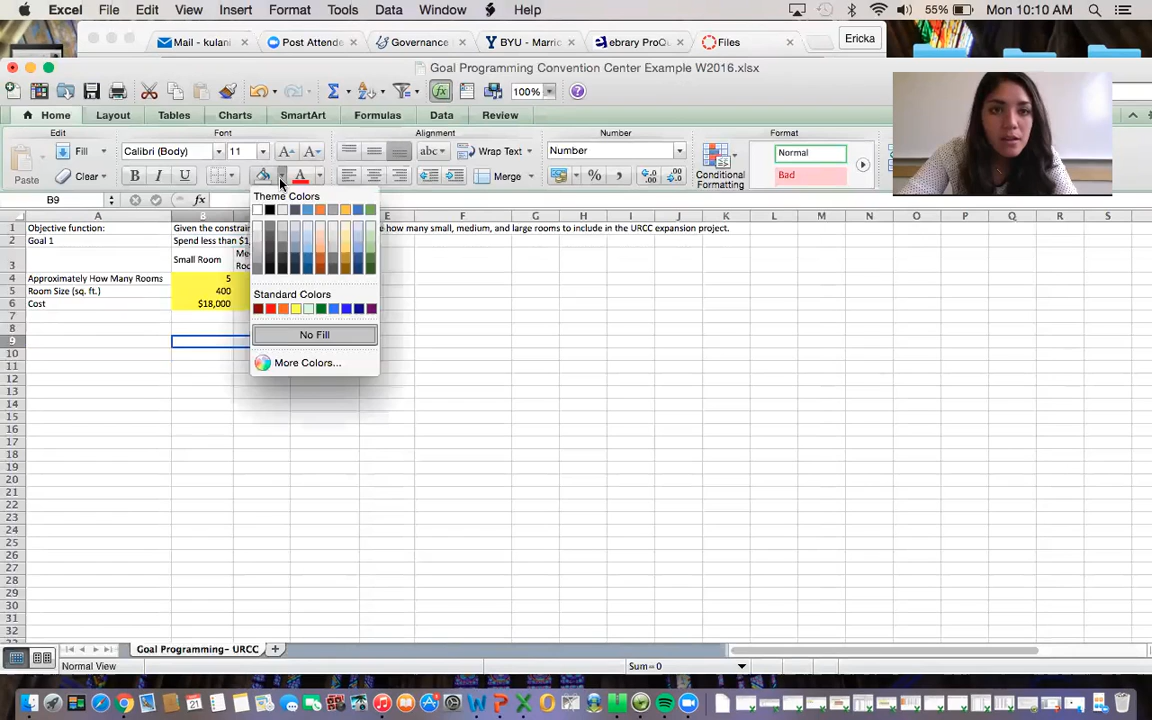 Excel File Edit View Insert Format Tools Data Window Help 55% Mon 10:10 AM
Mail - kulani Post Attende Governance YBYU - Marric ebrary ProQ Files Ericka
Goal Programming Convention Center Example W2016.xlsx
100%
Home Layout Tables Charts SmartArt Formulas Data Review
Edit Font Alignment Number Format
Paste Fill Calibri (Body) 11 A A abc Wrap Text Number Normal
Clear B I U A Merge % Conditional Formatting Bad
B9 fx
Theme Colors
Standard Colors
No Fill
More Colors...
A B E F G H I J K L M N O P Q R S
1 Objective function: Given the constrai how many small, medium, and large rooms to include in the URCC expansion project.
2 Goal 1 Spend less than $1,
3 Small Room
4 Approximately How Many Rooms 5
5 Room Size (sq. ft.) 400
6 Cost $18,000
7
8
9
10
11
12
13
14
15
16
17
18
19
20
21
22
23
24
25
26
27
28
29
30
31
32
Goal Programming- URCC
Normal View Sum=0